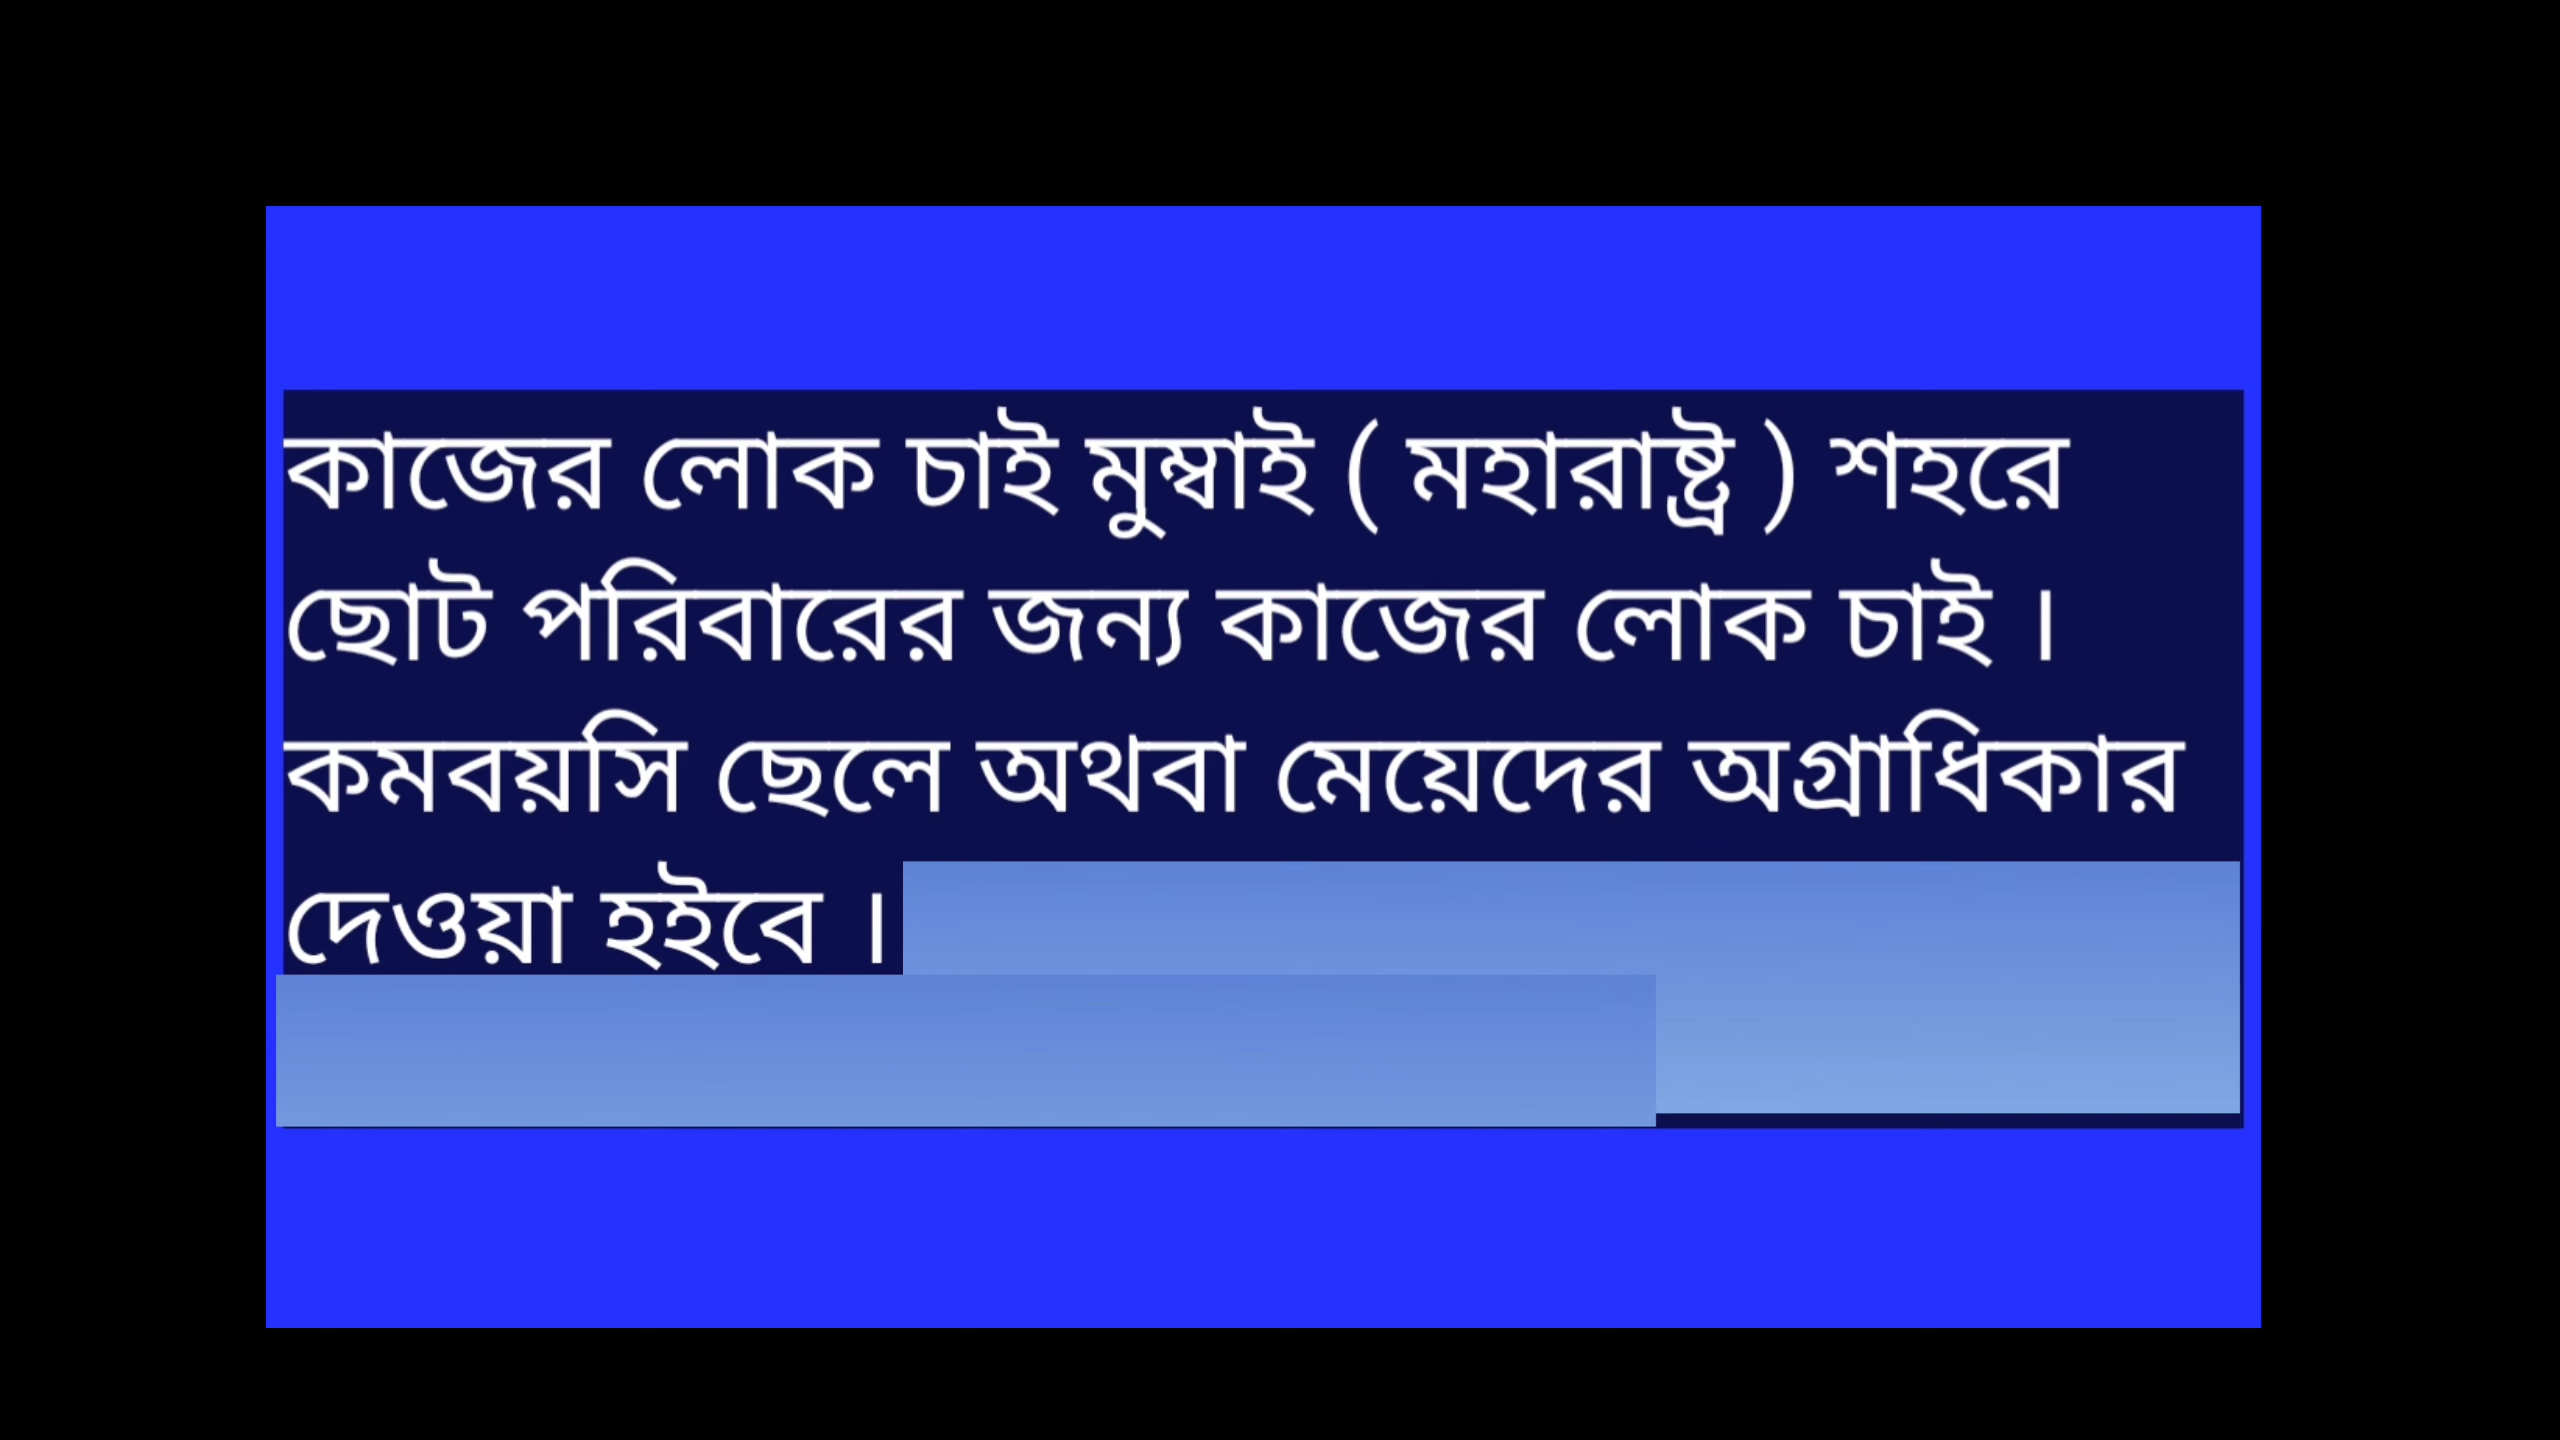 কাজের লোক চাই মুম্বাই ( মহারাষ্ট্র ) শহরে
ছোট পরিবারের জন্য কাজের লোক চাই ।
কমবয়সি ছেলে অথবা মেয়েদের অগ্রাধিকার
দেওয়া হইবে ।